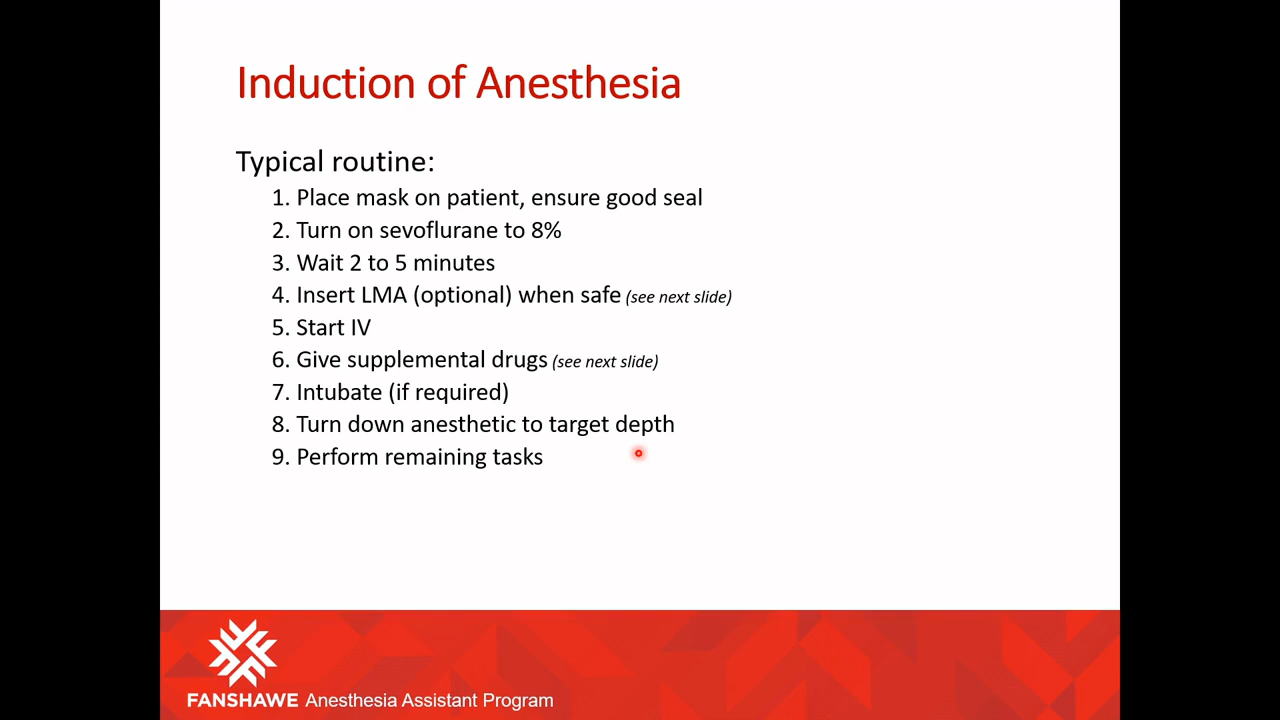 Induction of Anesthesia
Typical routine:
1. Place mask on patient, ensure good seal
2. Turn on sevoflurane to 8%
3. Wait 2 to 5 minutes
4. Insert LMA (optional) when safe (see next slide)
5. Start IV
6. Give supplemental drugs (see next slide)
7. Intubate (if required)
8. Turn down anesthetic to target depth
9. Perform remaining tasks
FANSHAWE Anesthesia Assistant Program